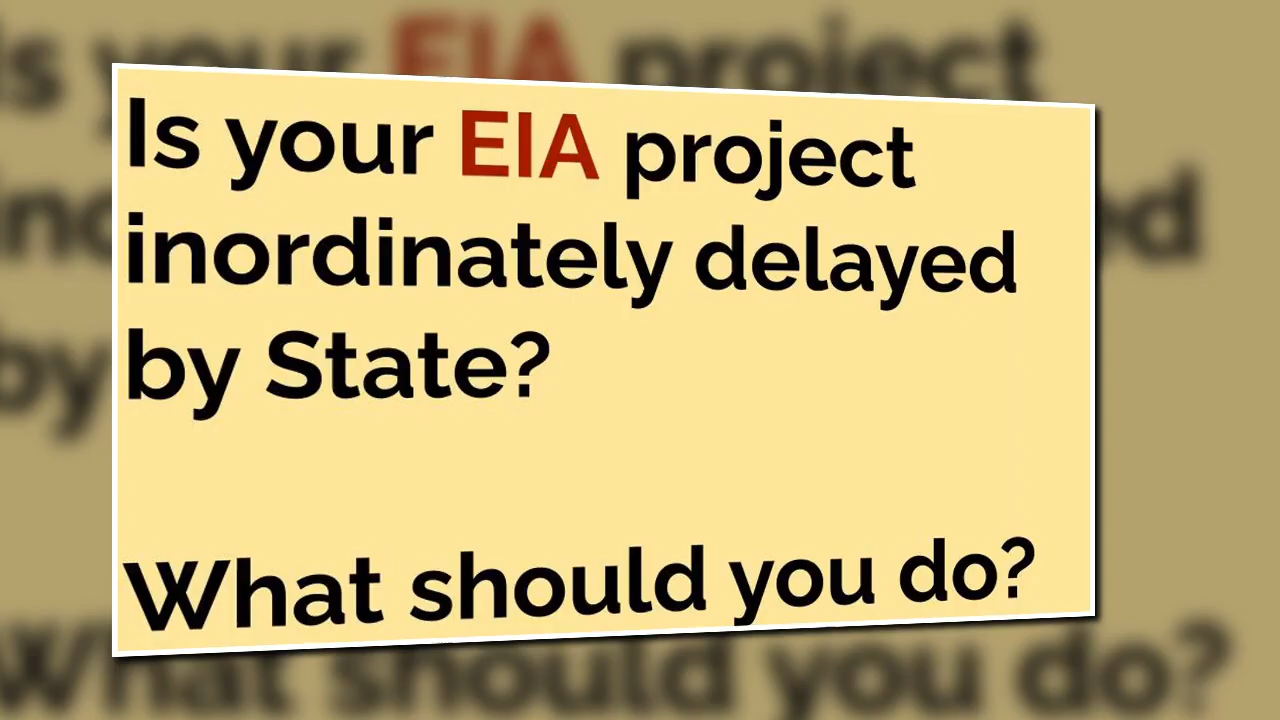 Is your EIA project
inordinately delayed
by State?
What should you do?